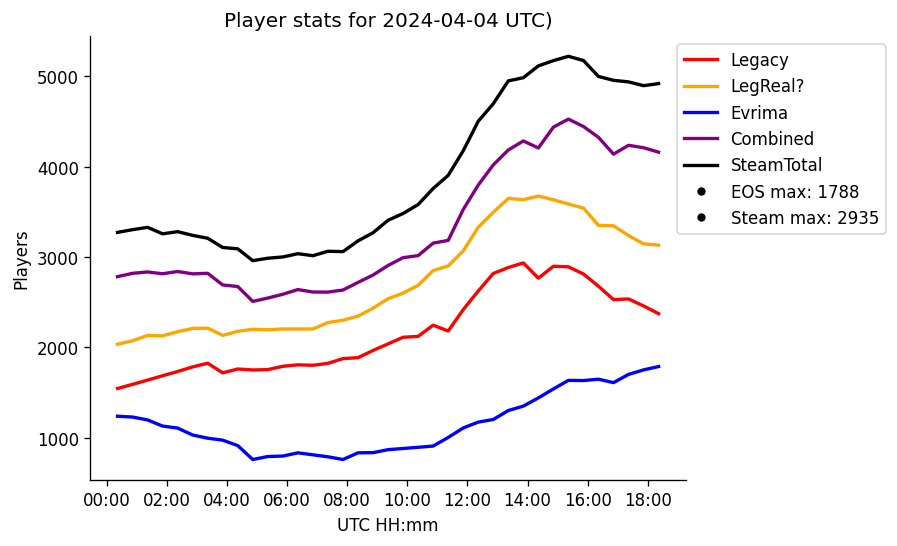 Player stats for 2024-04-04 UTC)
Players
5000
4000
3000
2000
1000
00:00 02:00 04:00 06:00 08:00 10:00 12:00 14:00 16:00 18:00
UTC HH:mm
Legacy
LegReal?
Evrima
Combined
SteamTotal
EOS max: 1788
Steam max: 2935